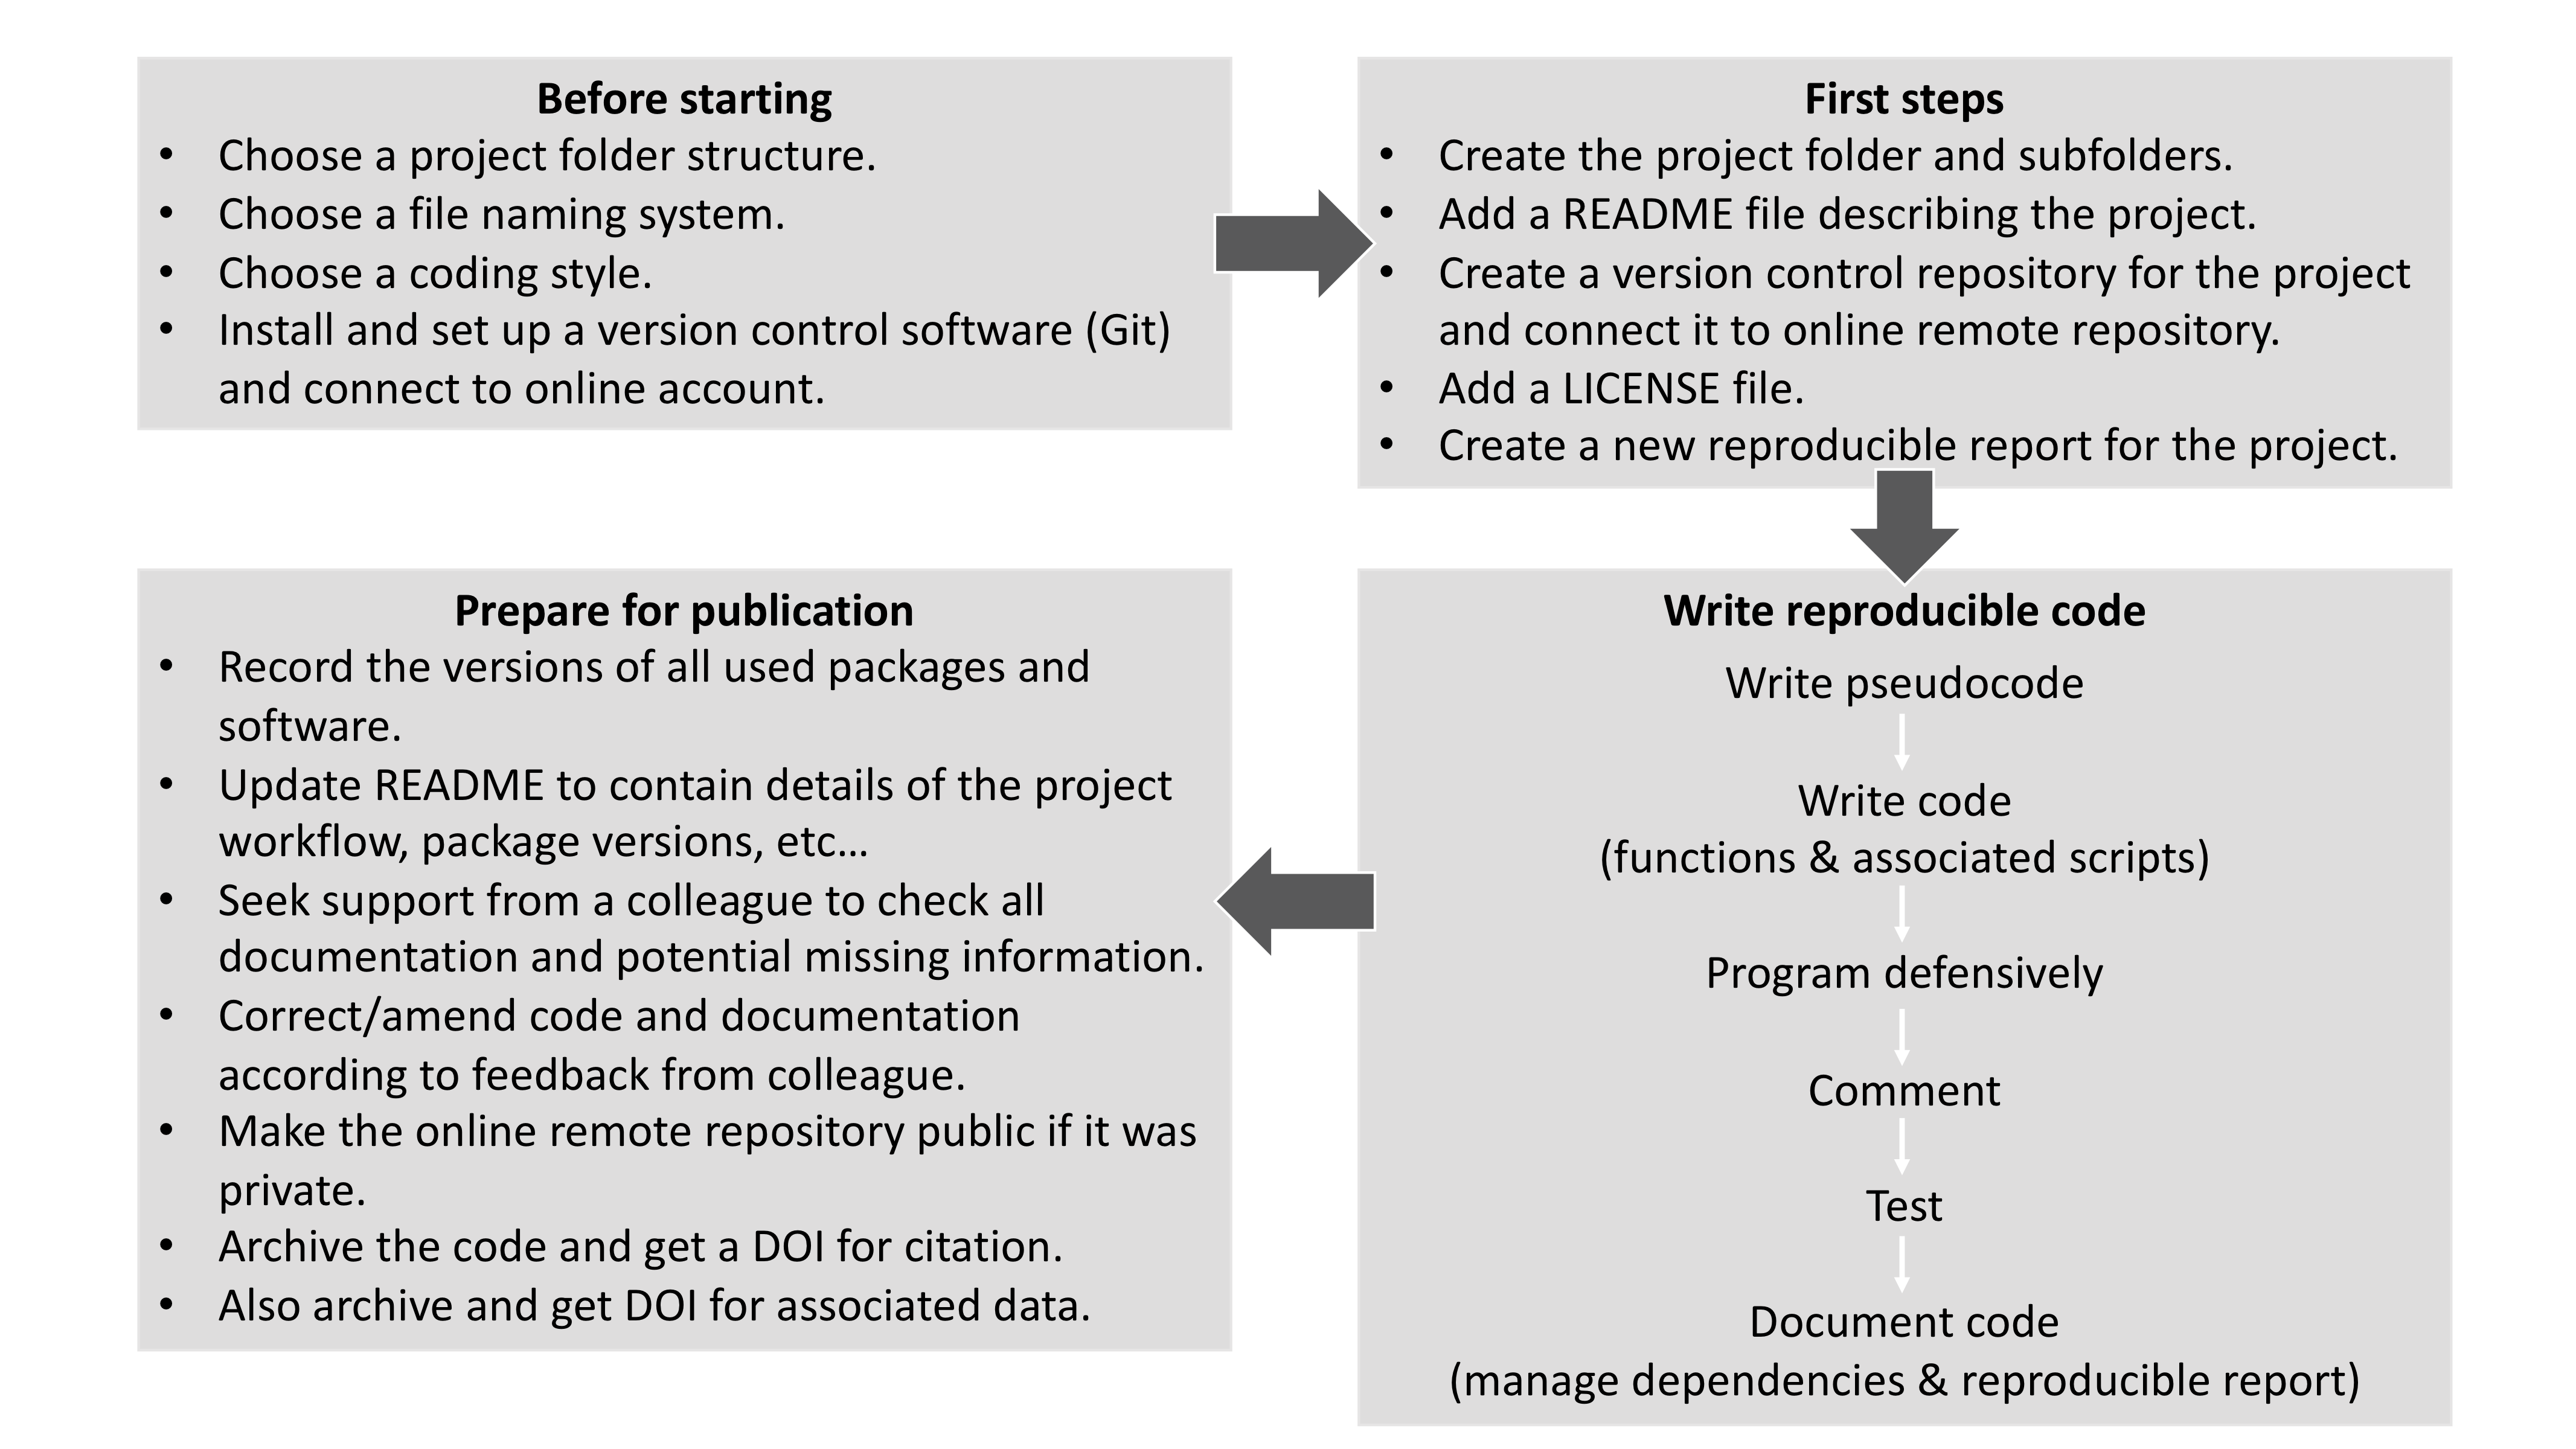 Before starting
• Choose a project folder structure.
• Choose a file naming system.
• Choose a coding style.
• Install and set up a version control software (Git)
and connect to online account.
First steps
• Create the project folder and subfolders.
• Add a README file describing the project.
• Create a version control repository for the project
and connect it to online remote repository.
• Add a LICENSE file.
• Create a new reproducible report for the project.
Write reproducible code
Write pseudocode
Write code
(functions & associated scripts)
Program defensively
Comment
Test
Document code
(manage dependencies & reproducible report)
Prepare for publication
• Record the versions of all used packages and
software.
• Update README to contain details of the project
workflow, package versions, etc…
• Seek support from a colleague to check all
documentation and potential missing information.
• Correct/amend code and documentation
according to feedback from colleague.
• Make the online remote repository public if it was
private.
• Archive the code and get a DOI for citation.
• Also archive and get DOI for associated data.